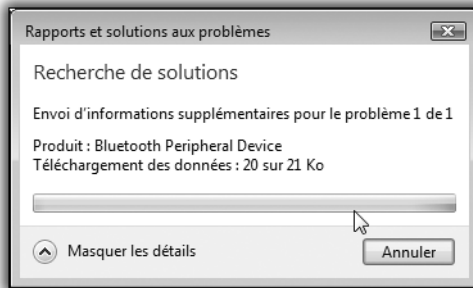 Rapports et solutions aux problèmes
Recherche de solutions
Envoi d'informations supplémentaires pour le problème 1 de 1
Produit : Bluetooth Peripheral Device
Téléchargement des données : 20 sur 21 Ko
Masquer les détails
Annuler